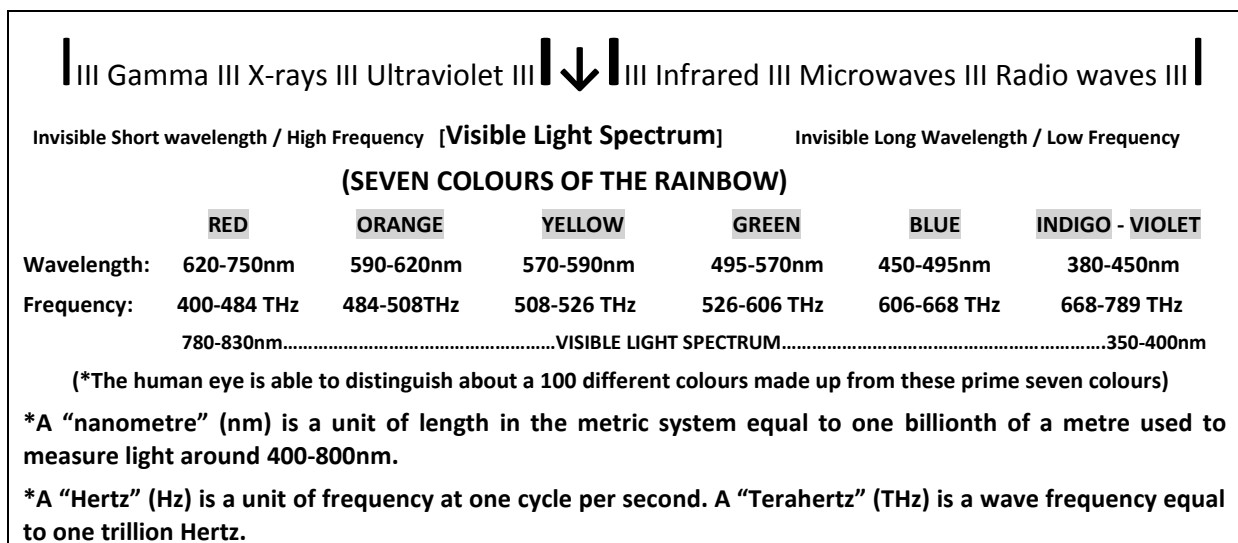 III Gamma III X-rays III Ultraviolet III ↓ III Infrared III Microwaves III Radio waves III
Invisible Short wavelength / High Frequency [Visible Light Spectrum] Invisible Long Wavelength / Low Frequency
(SEVEN COLOURS OF THE RAINBOW)
RED ORANGE YELLOW GREEN BLUE INDIGO - VIOLET
Wavelength: 620-750nm 590-620nm 570-590nm 495-570nm 450-495nm 380-450nm
Frequency: 400-484 THz 484-508THz 508-526 THz 526-606 THz 606-668 THz 668-789 THz
780-830nm……………………………………………….VISIBLE LIGHT SPECTRUM……………………………………………………….350-400nm
(*The human eye is able to distinguish about a 100 different colours made up from these prime seven colours)
*A “nanometre” (nm) is a unit of length in the metric system equal to one billionth of a metre used to
measure light around 400-800nm.
*A “Hertz” (Hz) is a unit of frequency at one cycle per second. A “Terahertz” (THz) is a wave frequency equal
to one trillion Hertz.